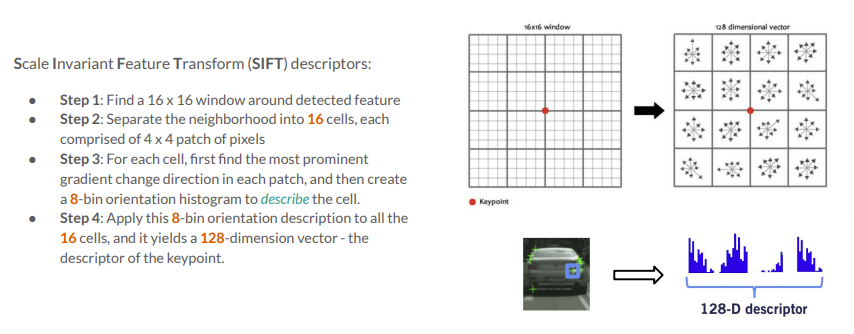 Scale Invariant Feature Transform (SIFT) descriptors:
● Step 1: Find a 16 x 16 window around detected feature
● Step 2: Separate the neighborhood into 16 cells, each
comprised of 4 x 4 patch of pixels
● Step 3: For each cell, first find the most prominent
gradient change direction in each patch, and then create
a 8-bin orientation histogram to describe the cell.
● Step 4: Apply this 8-bin orientation description to all the
16 cells, and it yields a 128-dimension vector - the
descriptor of the keypoint.
16x16 window
128 dimensional vector
Keypoint
128-D descriptor